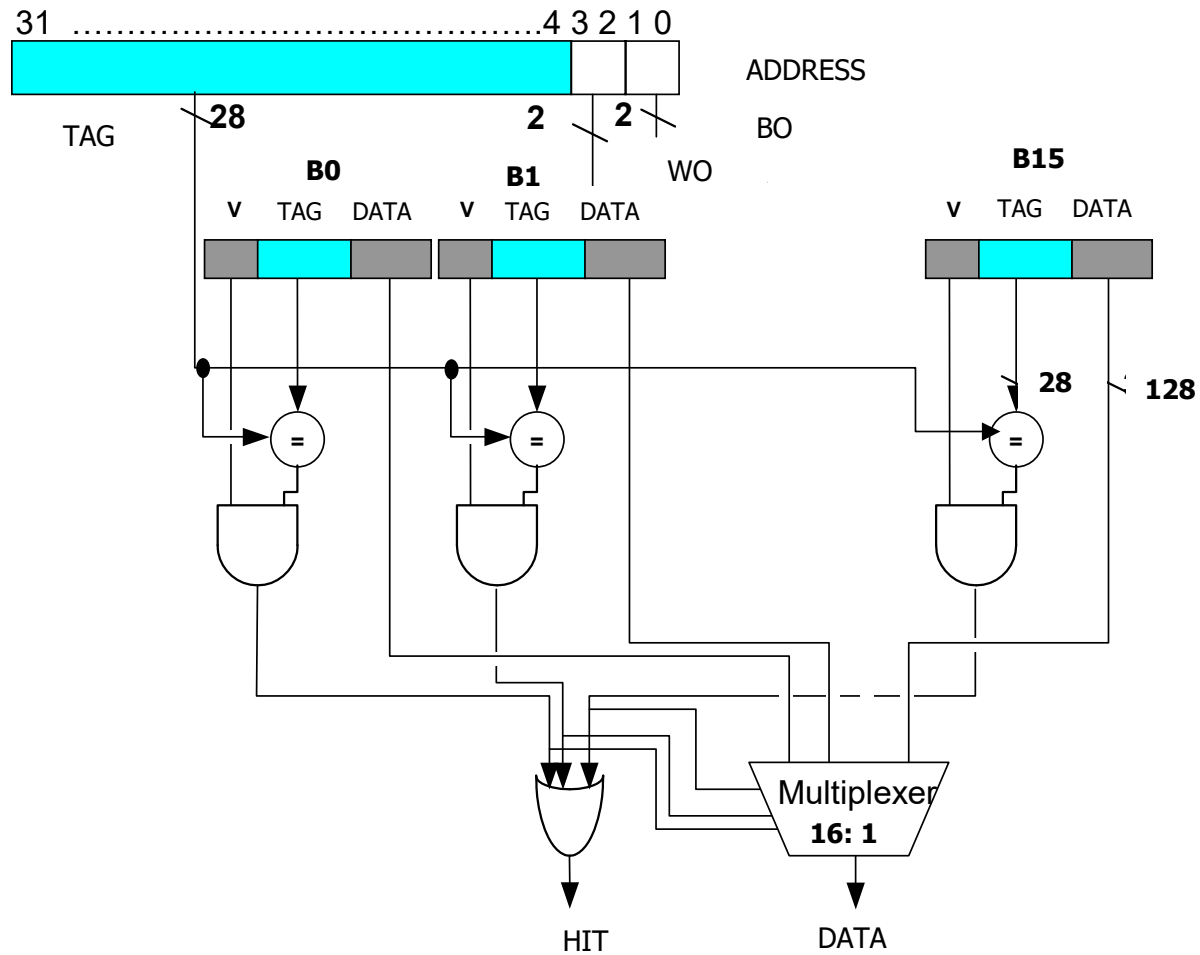 31 ............................................4 3 2 1 0
ADDRESS
28 2 2
TAG BO
WO
B0 B1 B15
V TAG DATA V TAG DATA V TAG DATA
28 128
= = =
Multiplexer
16: 1
HIT DATA